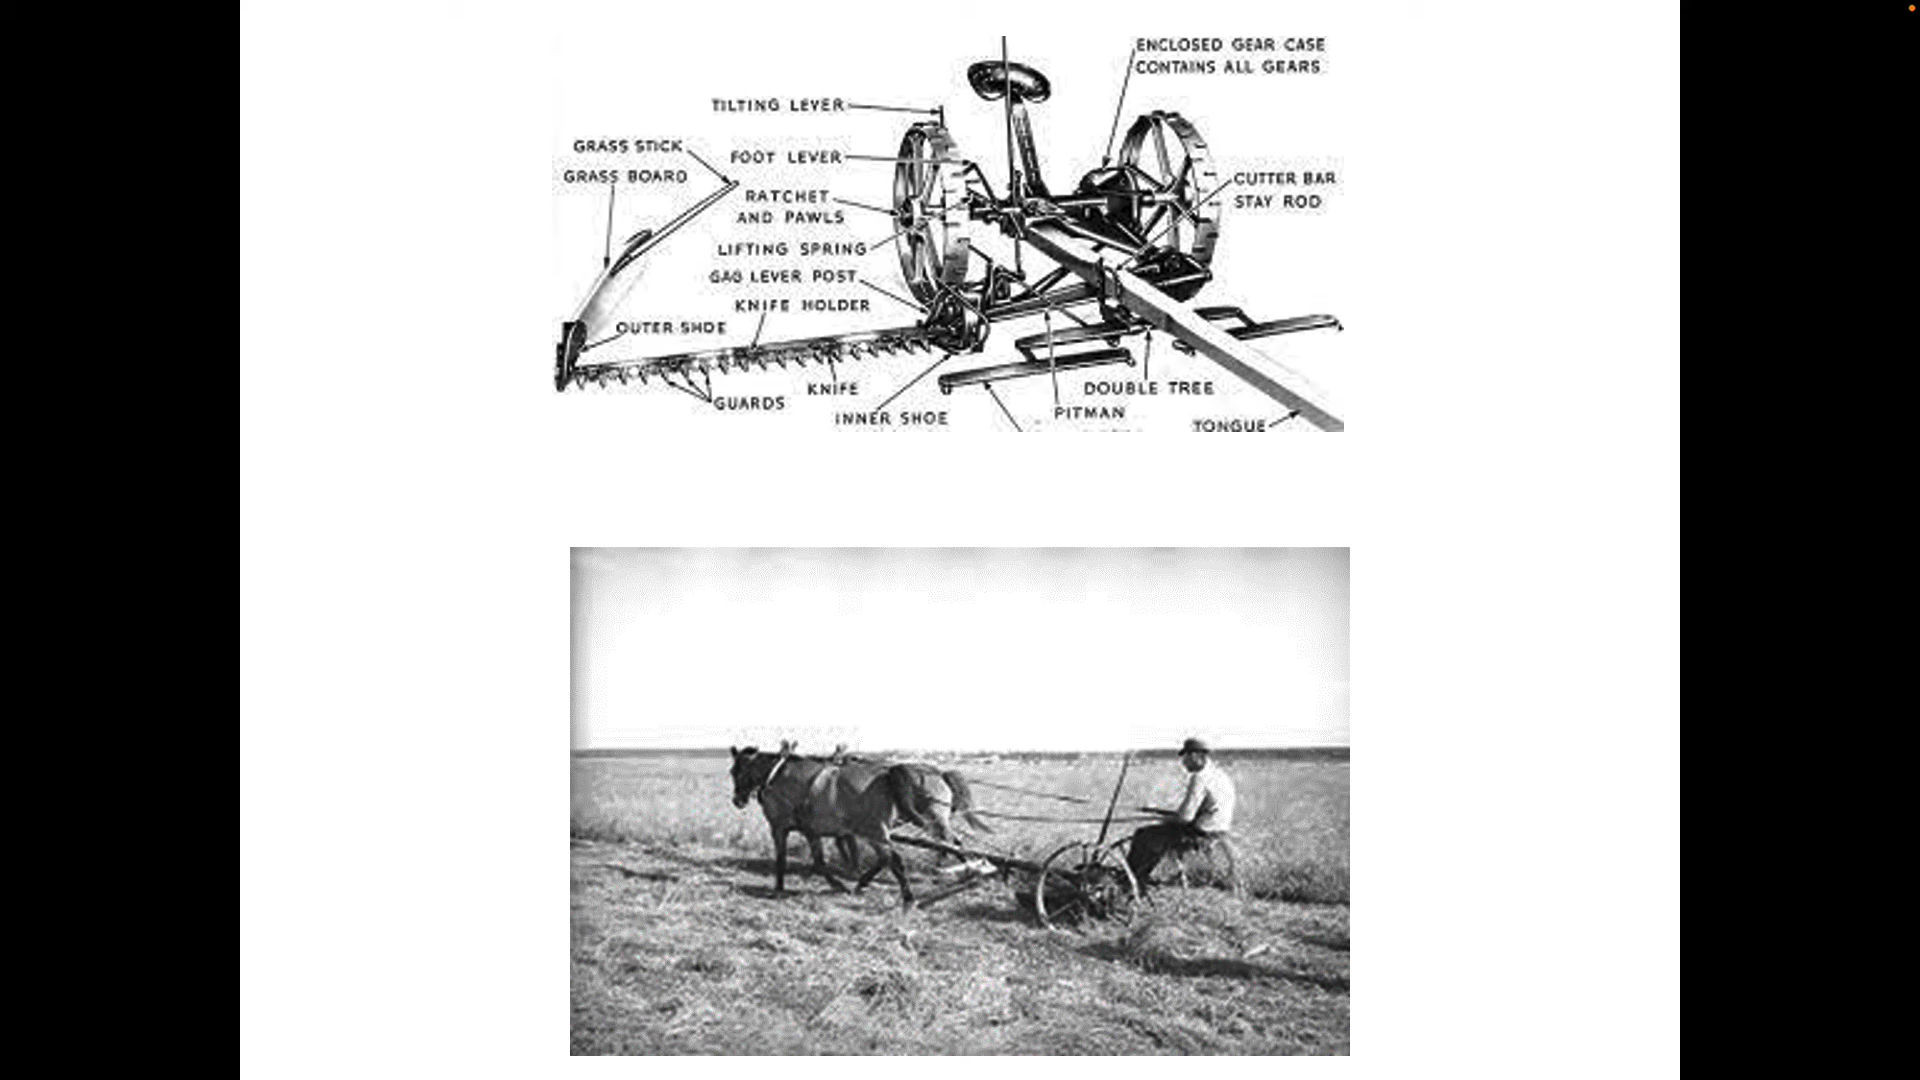 ENCLOSED GEAR CASE
CONTAINS ALL GEARS
TILTING LEVER
GRASS STICK
FOOT LEVER
GRASS BOARD
CUTTER BAR
STAY ROD
RATCHET
AND PAWLS
LIFTING SPRING
GAG LEVER POST
KNIFE HOLDER
OUTER SHOE
KNIFE
DOUBLE TREE
GUARDS
PITMAN
INNER SHOE
TONGUE